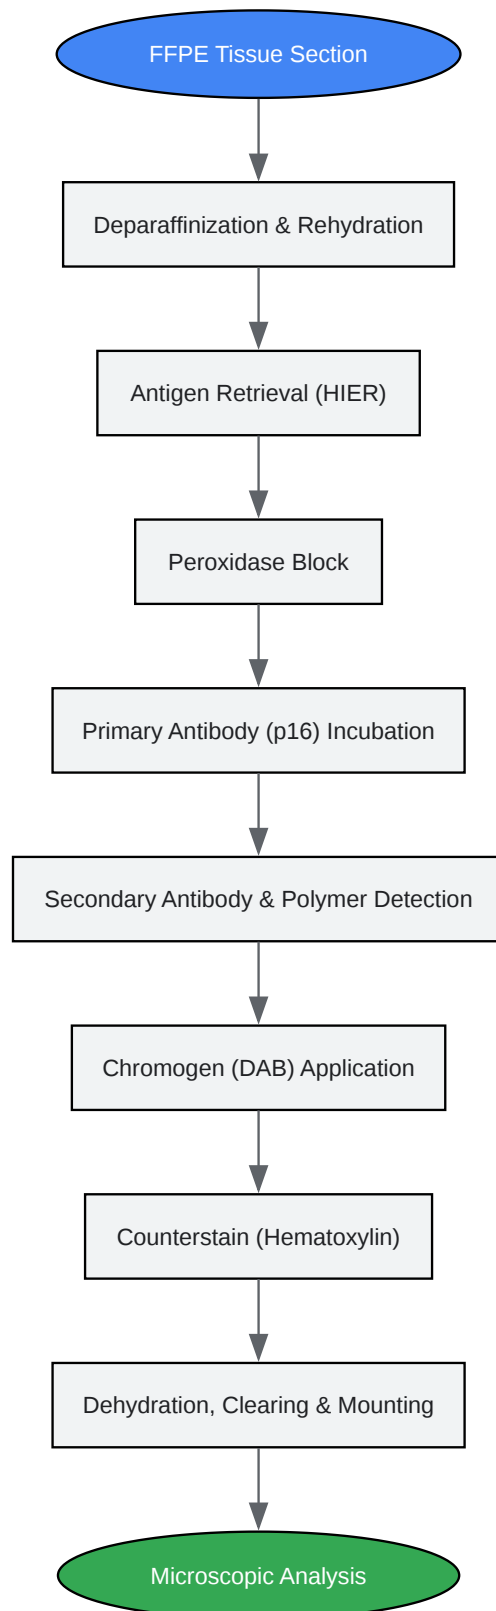 FFPE Tissue Section
Deparaffinization & Rehydration
Antigen Retrieval (HIER)
Peroxidase Block
Primary Antibody (p16) Incubation
Secondary Antibody & Polymer Detection
Chromogen (DAB) Application
Counterstain (Hematoxylin)
Dehydration, Clearing & Mounting
Microscopic Analysis